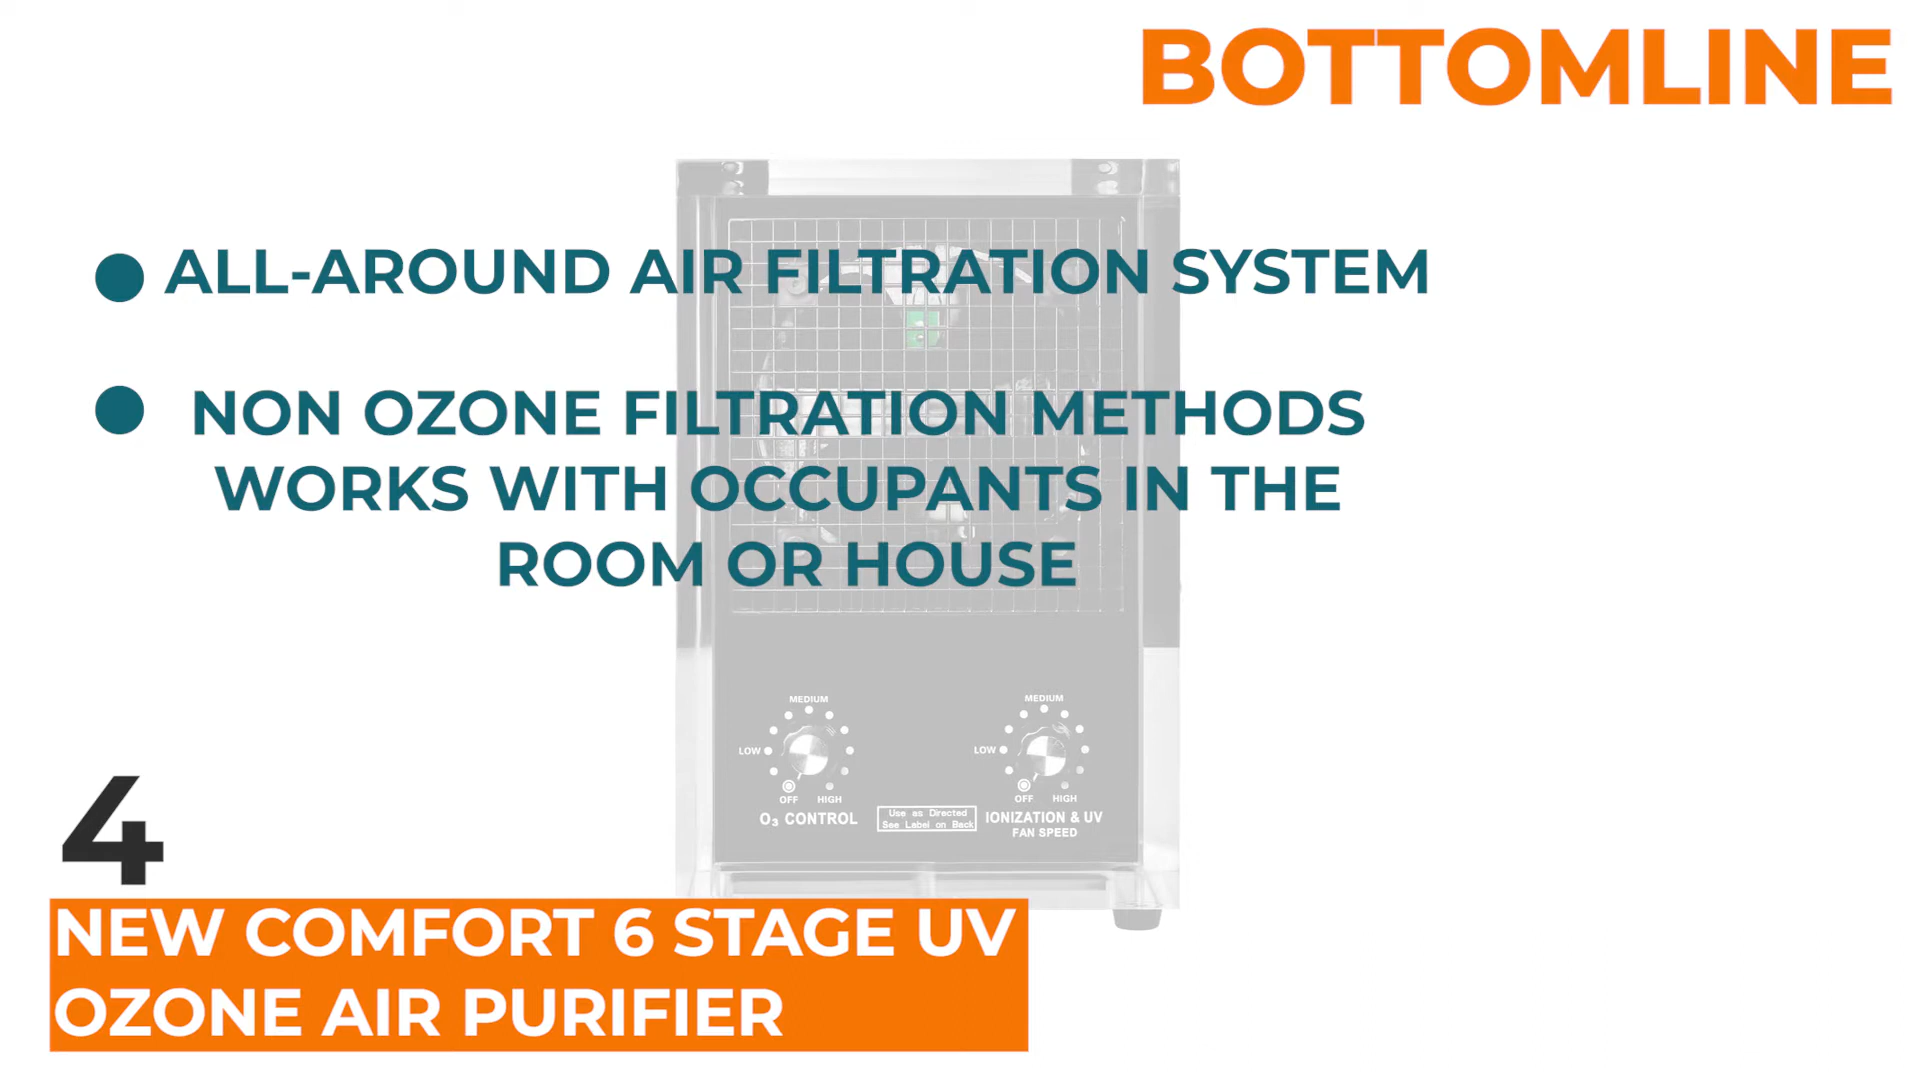 BOTTOMLINE
ALL-AROUND AIR FILTRATION SYSTEM
NON OZONE FILTRATION METHODS
WORKS WITH OCCUPANTS IN THE
ROOM OR HOUSE
MEDIUM
LOW
OFF
HIGH
O₃ CONTROL
Use as Directed
See Label on Back
MEDIUM
LOW
OFF
HIGH
IONIZATION & UV
FAN SPEED
4
NEW COMFORT 6 STAGE UV
OZONE AIR PURIFIER